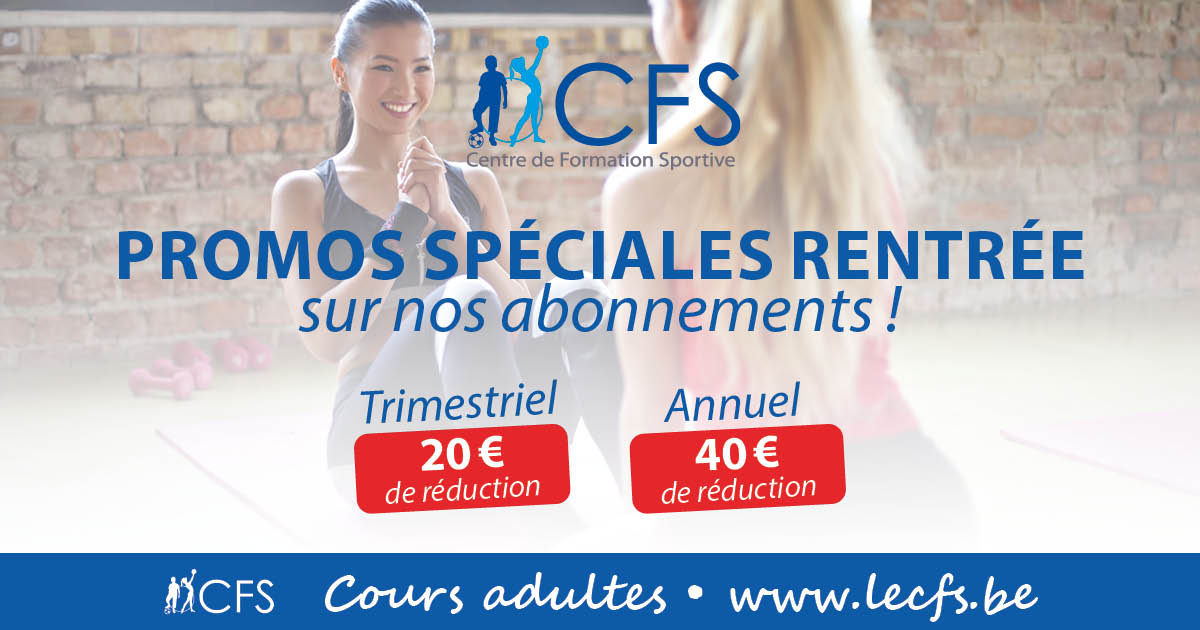 CFS
Centre de Formation Sportive
PROMOS SPÉCIALES RENTRÉE
sur nos abonnements !
Trimestriel
20 €
de réduction
Annuel
40 €
de réduction
CFS Cours adultes • www.lecfs.be